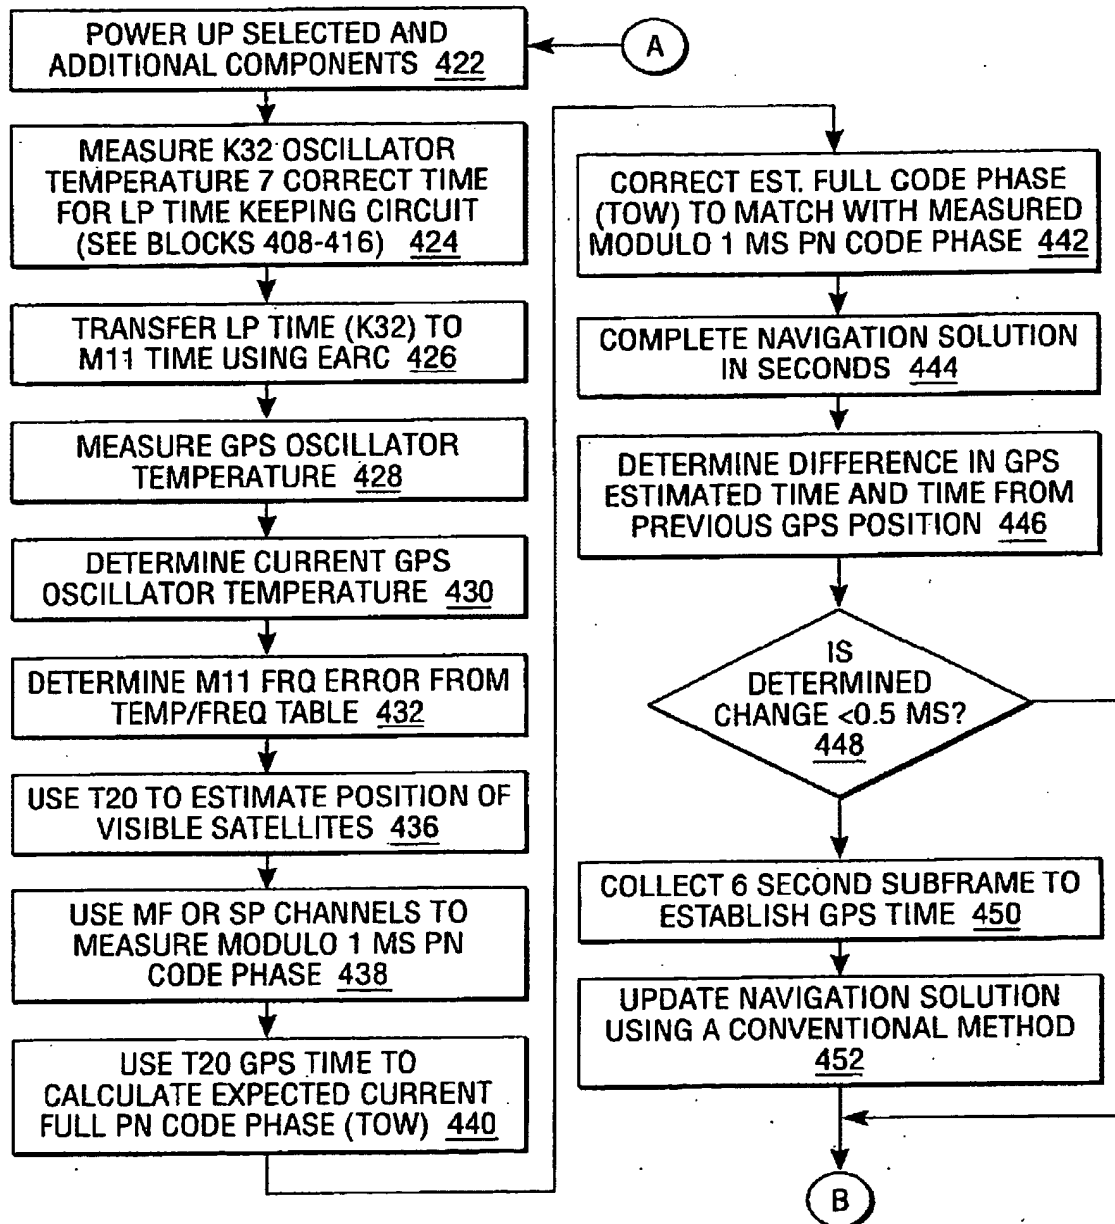 POWER UP SELECTED AND
ADDITIONAL COMPONENTS 422
A
MEASURE K32 OSCILLATOR
TEMPERATURE 7 CORRECT TIME
FOR LP TIME KEEPING CIRCUIT
(SEE BLOCKS 408-416) 424
TRANSFER LP TIME (K32) TO
M11 TIME USING EARC 426
MEASURE GPS OSCILLATOR
TEMPERATURE 428
DETERMINE CURRENT GPS
OSCILLATOR TEMPERATURE 430
DETERMINE M11 FRQ ERROR FROM
TEMP/FREQ TABLE 432
USE T20 TO ESTIMATE POSITION OF
VISIBLE SATELLITES 436
USE MF OR SP CHANNELS TO
MEASURE MODULO 1 MS PN
CODE PHASE 438
USE T20 GPS TIME TO
CALCULATE EXPECTED CURRENT
FULL PN CODE PHASE (TOW) 440
CORRECT EST. FULL CODE PHASE
(TOW) TO MATCH WITH MEASURED
MODULO 1 MS PN CODE PHASE 442
COMPLETE NAVIGATION SOLUTION
IN SECONDS 444
DETERMINE DIFFERENCE IN GPS
ESTIMATED TIME AND TIME FROM
PREVIOUS GPS POSITION 446
IS
DETERMINED
CHANGE <0.5 MS?
448
COLLECT 6 SECOND SUBFRAME TO
ESTABLISH GPS TIME 450
UPDATE NAVIGATION SOLUTION
USING A CONVENTIONAL METHOD
452
B